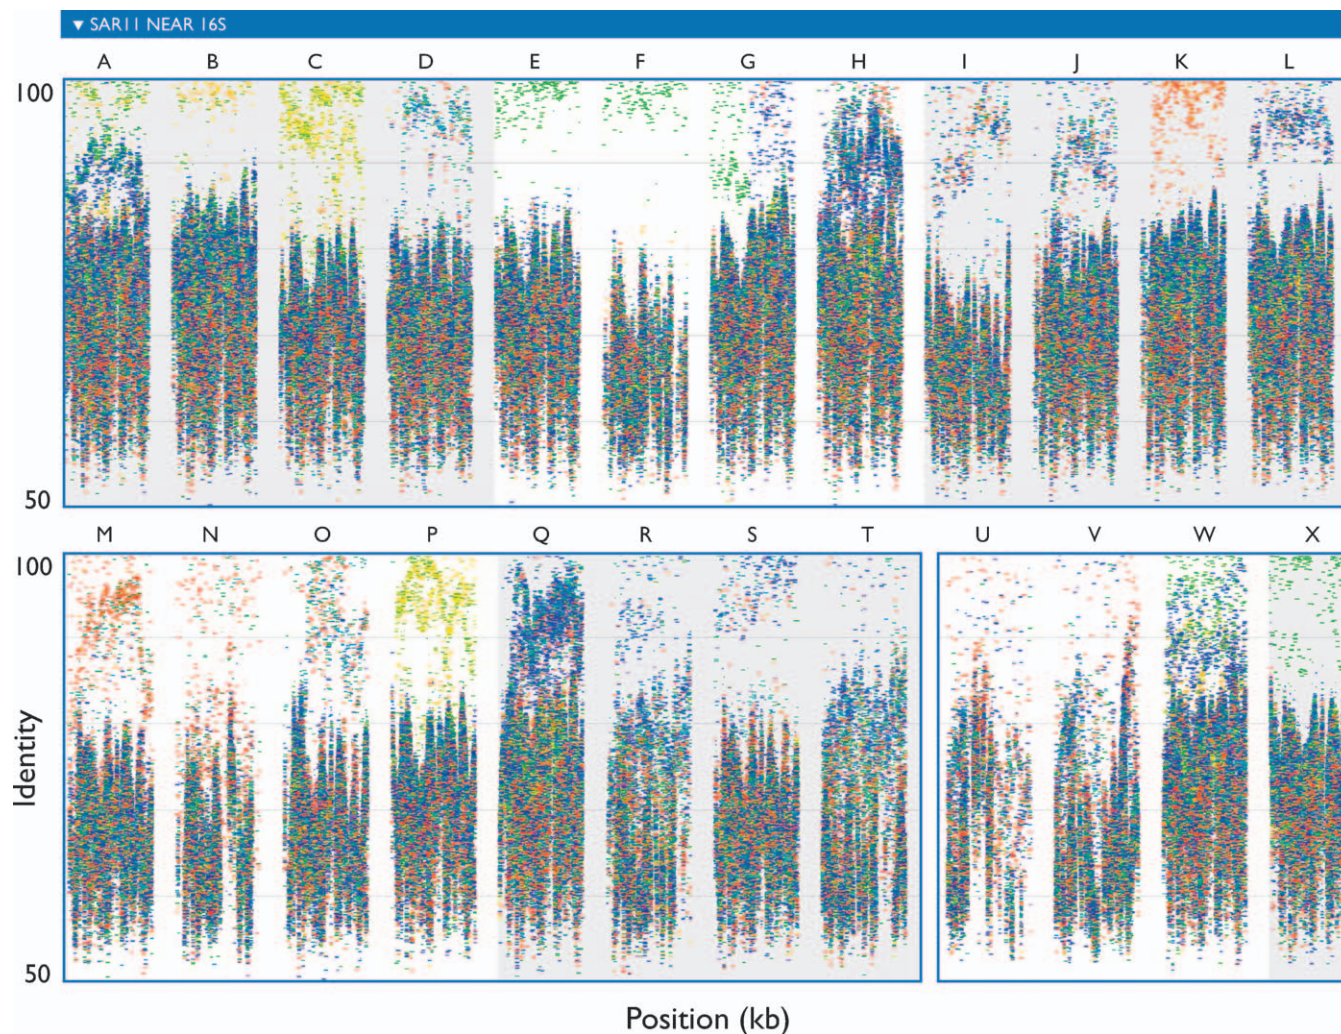 ▼ SAR11 NEAR 16S
A B C D E F G H I J K L
100
50
M N O P Q R S T U V W X
100
50
Identity
Position (kb)